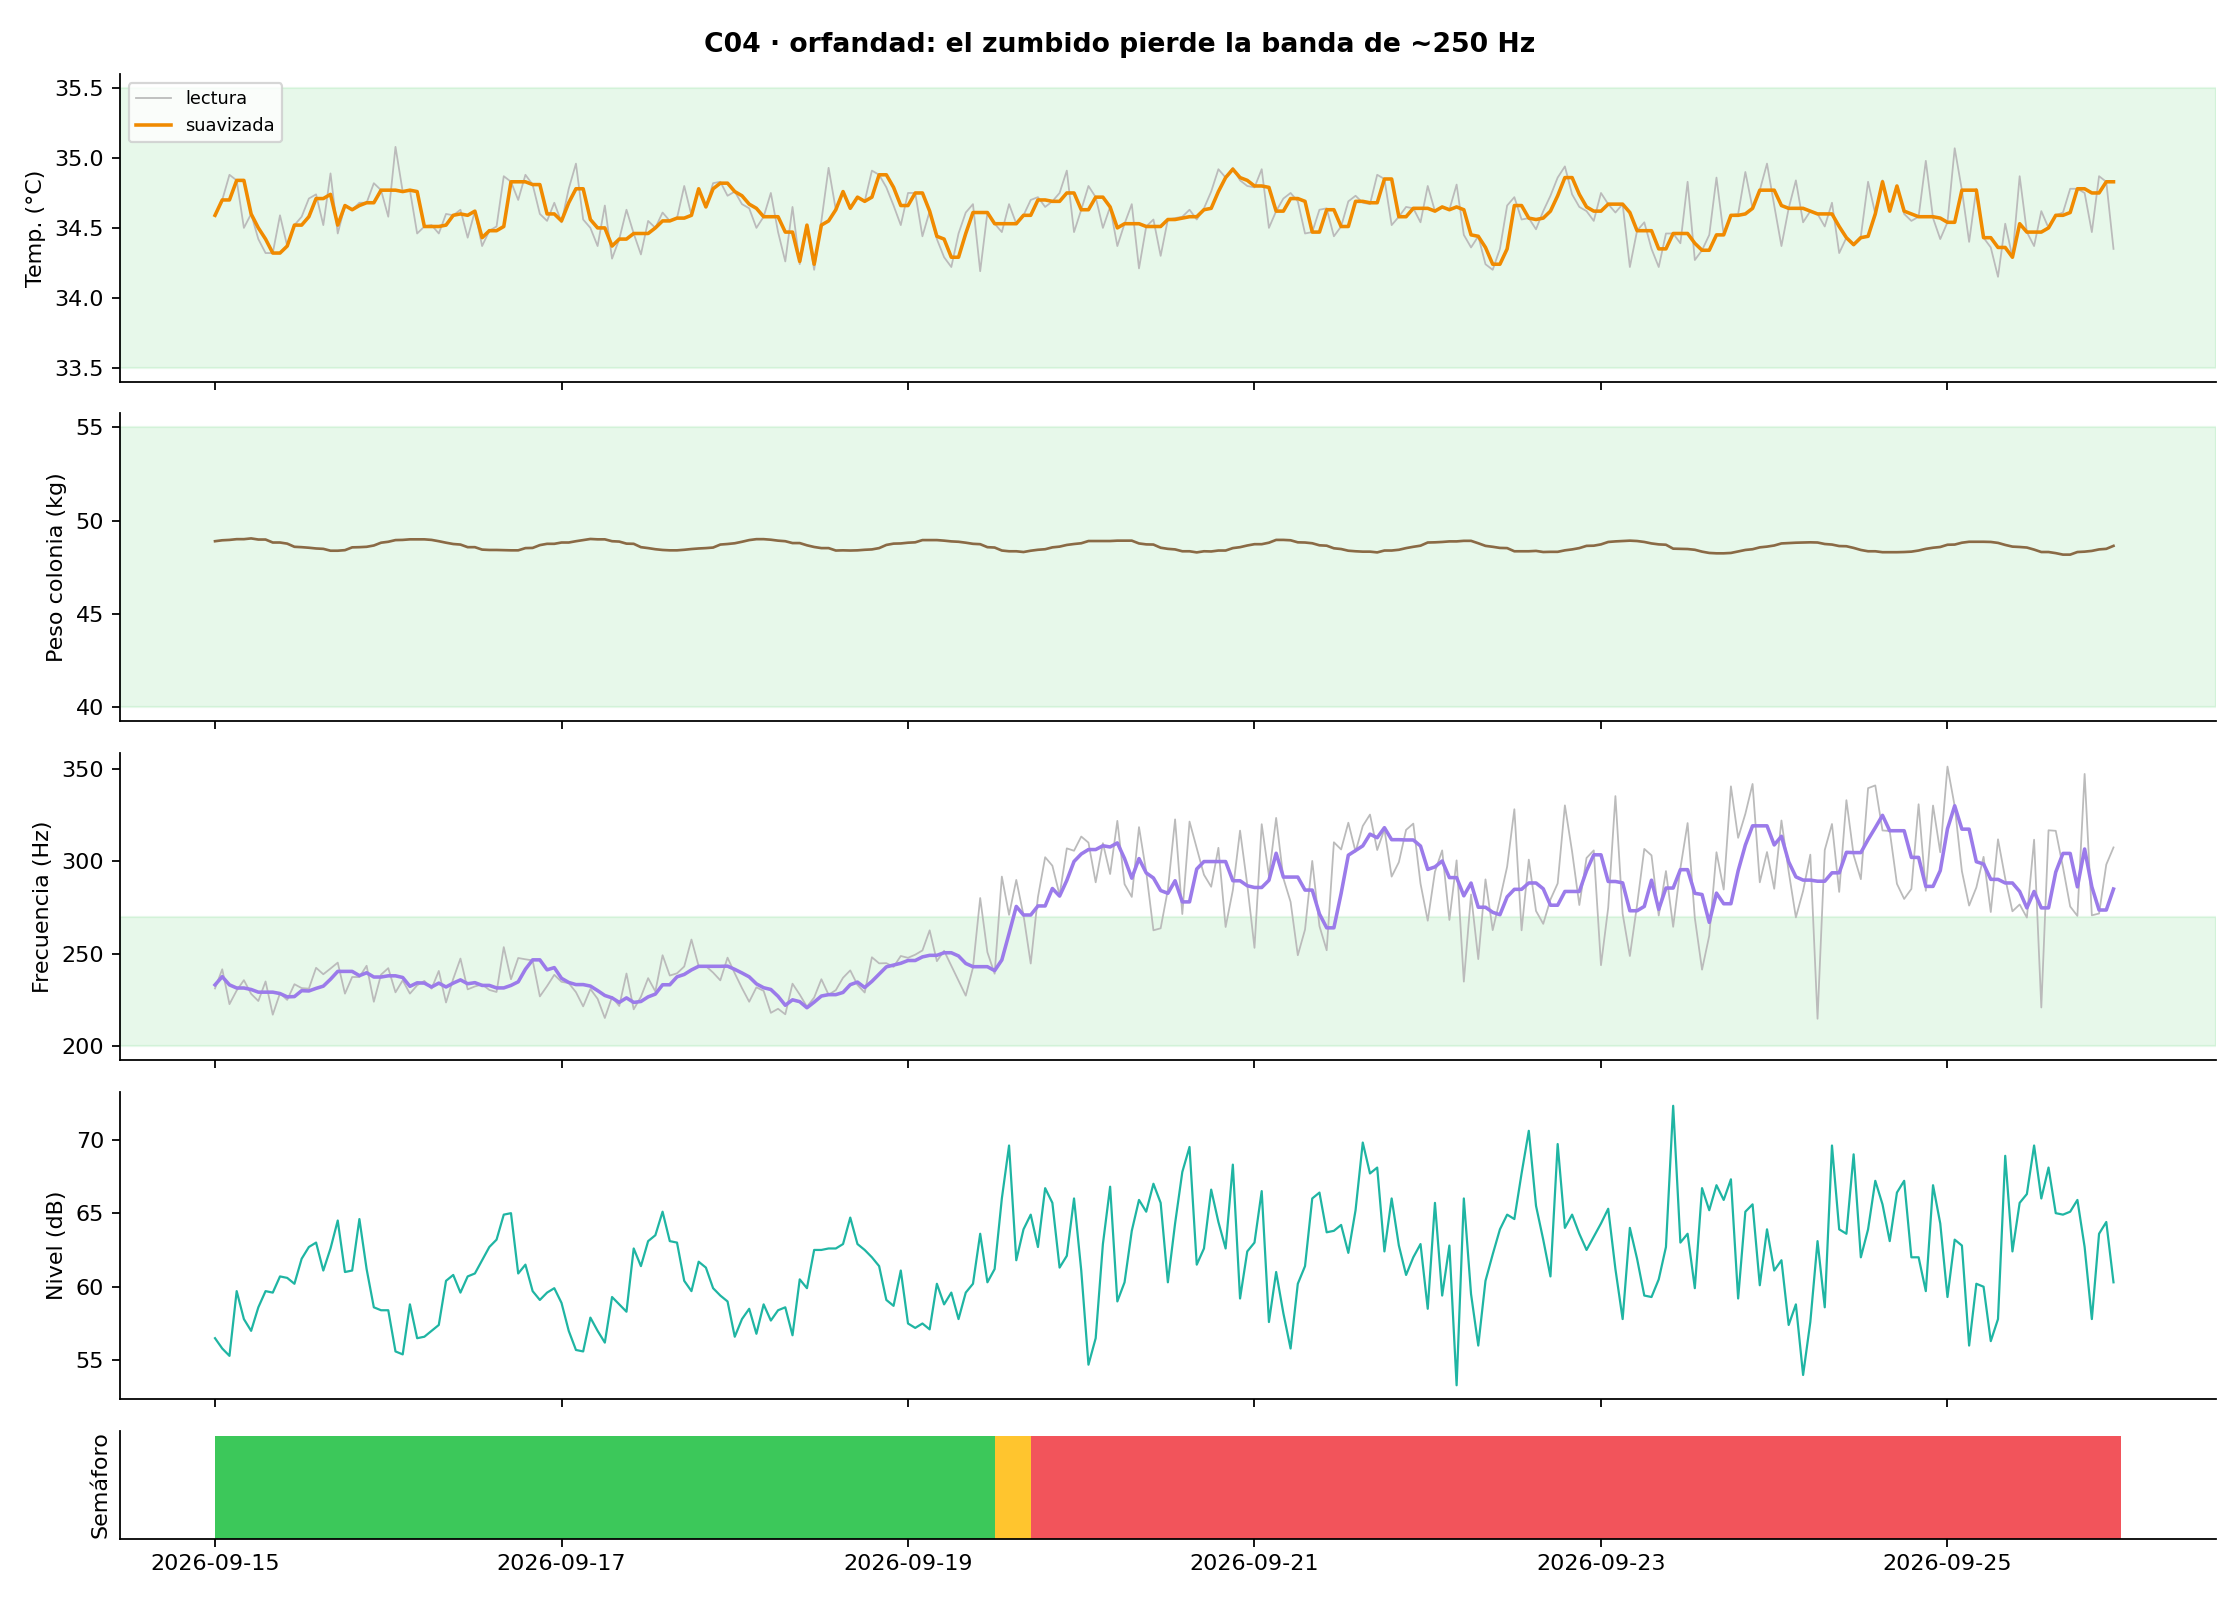 C04 · orfandad: el zumbido pierde la banda de ~250 Hz
Temp. (°C)
35.5
35.0
34.5
34.0
33.5
lectura
suavizada
Peso colonia (kg)
55
50
45
40
Frecuencia (Hz)
350
300
250
200
Nivel (dB)
70
65
60
55
Semáforo
2026-09-15
2026-09-17
2026-09-19
2026-09-21
2026-09-23
2026-09-25